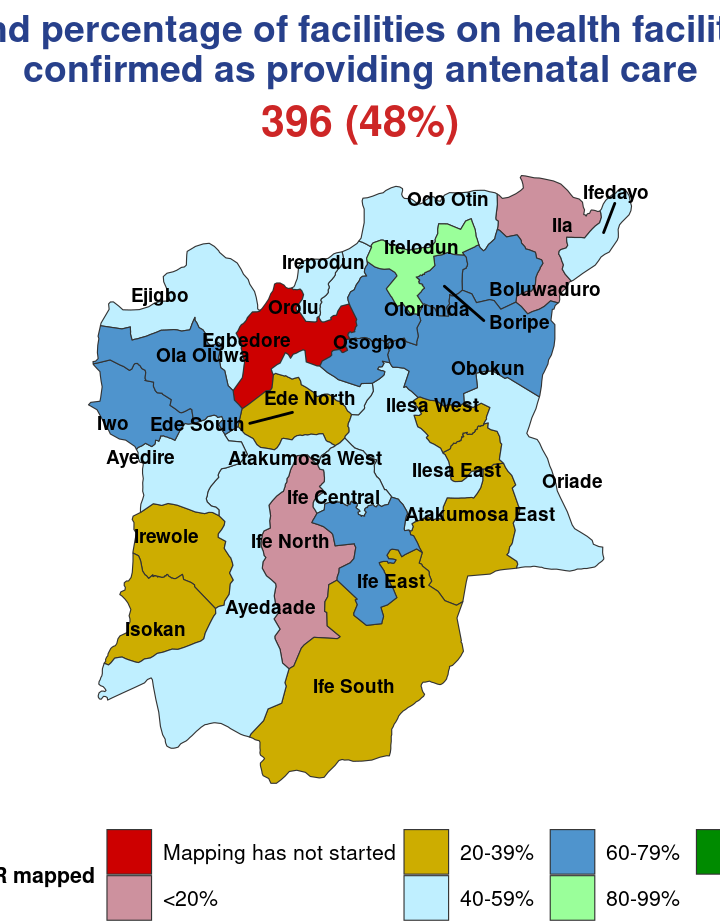 percentage of facilities on health
confirmed as providing antenatal care
396 (48%)
Ifedayo
Odo Otin
Ila
Ifelodun
Irepodun
Boluwaduro
Ejigbo
Orolu
Olorunda
Boripe
Egbedore
Osogbo
Ola Oluwa
Obokun
Ede North
Ilesa West
Iwo
Ede South
Ayedire
Atakumosa West
Ilesa East
Oriade
Ife Central
Atakumosa East
Irewole
Ife North
Ife East
Ayedaade
Isokan
Ife South
Mapping has not started
20-39%
60-79%
mapped
<20%
40-59%
80-99%